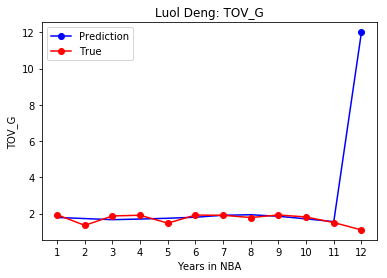 Luol Deng: TOV_G
Prediction
True
12
10
8
6
4
2
TOV_G
1 2 3 4 5 6 7 8 9 10 11 12
Years in NBA